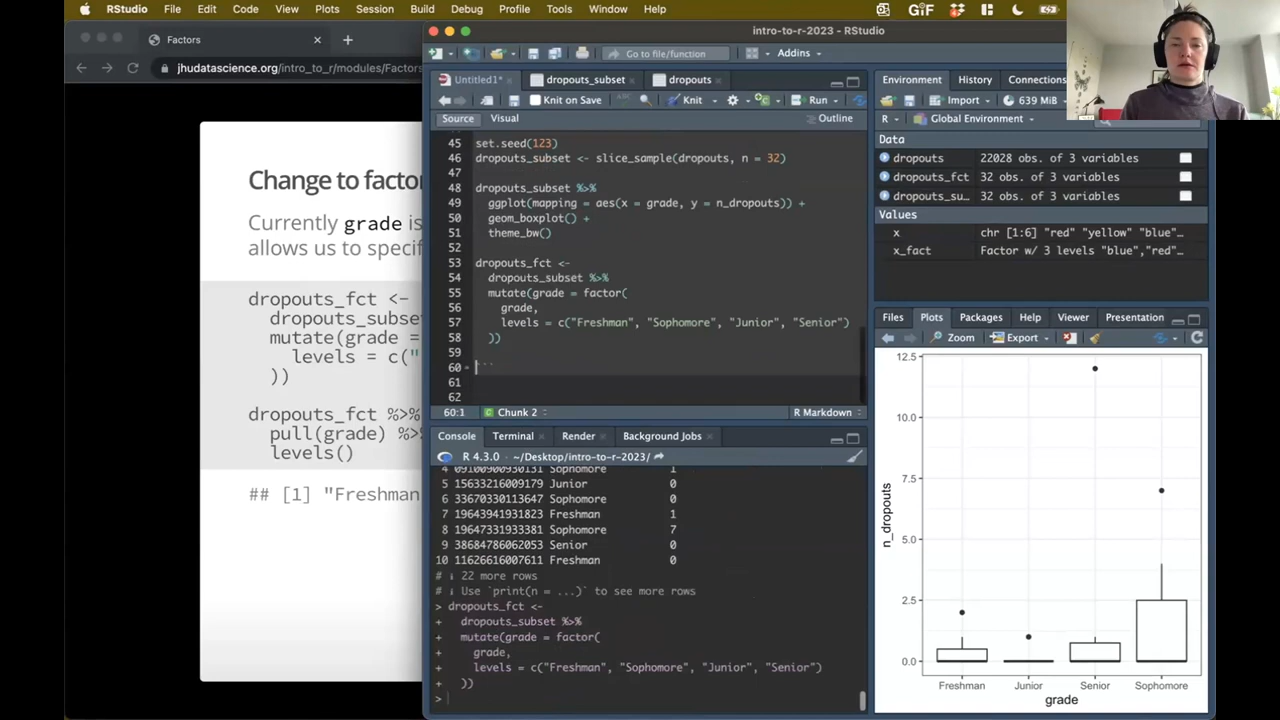 RStudio File Edit Code View Plots Session Build Debug Profile Tools Window Help GIF
Factors
jhudatascience.org/intro_to_r/modules/Factors
Change to factor
Currently grade is
allows us to specif
dropouts_fct <-
dropouts_subset
mutate(grade =
levels = c("
))
dropouts_fct %>%
pull(grade) %>%
levels()
## [1] "Freshman
intro-to-r-2023 - RStudio
Go to file/function Addins
Untitled1* dropouts_subset dropouts
Knit on Save Knit Run
Source Visual Outline
45 set.seed(123)
46 dropouts_subset <- slice_sample(dropouts, n = 32)
47
48 dropouts_subset %>%
49 ggplot(mapping = aes(x = grade, y = n_dropouts)) +
50 geom_boxplot() +
51 theme_bw()
52
53 dropouts_fct <-
54 dropouts_subset %>%
55 mutate(grade = factor(
56 grade,
57 levels = c("Freshman", "Sophomore", "Junior", "Senior")
58 ))
59
60 ```
61
62
60:1 Chunk 2 R Markdown
Console Terminal Render Background Jobs
R 4.3.0 · ~/Desktop/intro-to-r-2023/
4 09100900930131 Sophomore 1
5 15633216009179 Junior 0
6 33670330113647 Sophomore 0
7 19643941931823 Freshman 1
8 19647331933381 Sophomore 7
9 38684786062053 Senior 0
10 11626616007611 Freshman 0
# ℹ 22 more rows
# ℹ Use `print(n = ...)` to see more rows
> dropouts_fct <-
+ dropouts_subset %>%
+ mutate(grade = factor(
+ grade,
+ levels = c("Freshman", "Sophomore", "Junior", "Senior")
+ ))
>
Environment History Connections
Import 639 MiB
R Global Environment
Data
dropouts 22028 obs. of 3 variables
dropouts_fct 32 obs. of 3 variables
dropouts_su… 32 obs. of 3 variables
Values
x chr [1:6] "red" "yellow" "blue"…
x_fact Factor w/ 3 levels "blue","red"…
Files Plots Packages Help Viewer Presentation
Zoom Export
12.5
10.0
7.5
5.0
2.5
0.0
n_dropouts
Freshman Junior Senior Sophomore
grade